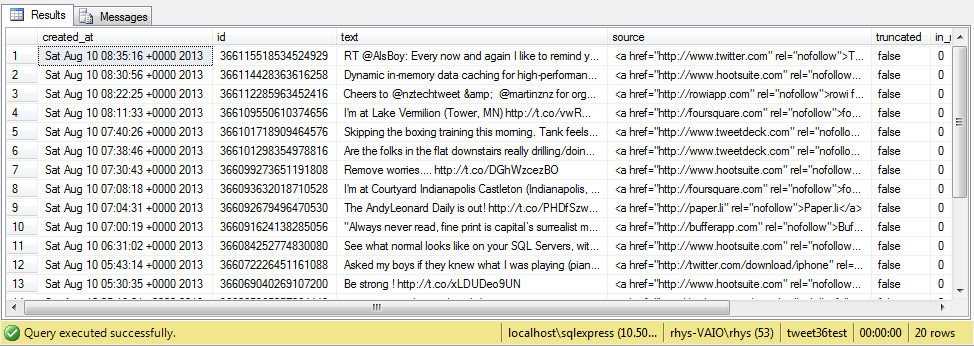 Results Messages
created_at id text source truncated in_r
1 Sat Aug 10 08:35:16 +0000 2013 366115518534524929 RT @AlsBoy: Every now and again I like to remind y... <a href="http://www.twitter.com" rel="nofollow">T... false 0
2 Sat Aug 10 08:30:56 +0000 2013 366114428363616258 Dynamic in-memory data caching for high-performan... <a href="http://www.hootsuite.com" rel="nofollow... false 0
3 Sat Aug 10 08:22:25 +0000 2013 366112285963452416 Cheers to @nztechtweet &amp; @martinznz for org... <a href="http://rowiapp.com" rel="nofollow">row f... false 0
4 Sat Aug 10 08:11:33 +0000 2013 366109550610374656 I'm at Lake Vermilion (Tower, MN) http://t.co/vwR... <a href="http://foursquare.com" rel="nofollow">fo... false 0
5 Sat Aug 10 07:40:26 +0000 2013 366101718909464576 Skipping the boxing training this morning. Tank feels... <a href="http://www.tweetdeck.com" rel="nofollo... false 0
6 Sat Aug 10 07:38:46 +0000 2013 366101298354978816 Are the folks in the flat downstairs really drilling/doin... <a href="http://www.tweetdeck.com" rel="nofollo... false 0
7 Sat Aug 10 07:30:43 +0000 2013 366099273651191808 Remove worries.... http://t.co/DGhWzcezBO <a href="http://www.hootsuite.com" rel="nofollow... false 0
8 Sat Aug 10 07:08:18 +0000 2013 366093632018710528 I'm at Courtyard Indianapolis Castleton (Indianapolis, ... <a href="http://foursquare.com" rel="nofollow">fo... false 0
9 Sat Aug 10 07:04:31 +0000 2013 366092679496470530 The AndyLeonard Daily is out! http://t.co/PHDfSzw... <a href="http://paper.li" rel="nofollow">Paper.li</a> false 0
10 Sat Aug 10 07:00:19 +0000 2013 366091624138285056 "Always never read, fine print is capital's surrealist m... <a href="http://bufferapp.com" rel="nofollow">Buf... false 0
11 Sat Aug 10 06:31:02 +0000 2013 366084252774830080 See what normal looks like on your SQL Servers, wit... <a href="http://www.hootsuite.com" rel="nofollow... false 0
12 Sat Aug 10 05:43:14 +0000 2013 366072226451161088 Asked my boys if they knew what I was playing (pian... <a href="http://twitter.com/download/iphone" rel=... false 0
13 Sat Aug 10 05:30:35 +0000 2013 366069040269107200 Be strong ! http://t.co/xLDUDeo9UN <a href="http://www.hootsuite.com" rel="nofollow... false 0
Query executed successfully. localhost\sqlexpress (10.50... rhys-VAIO\rhys (53) tweet36test 00:00:00 20 rows